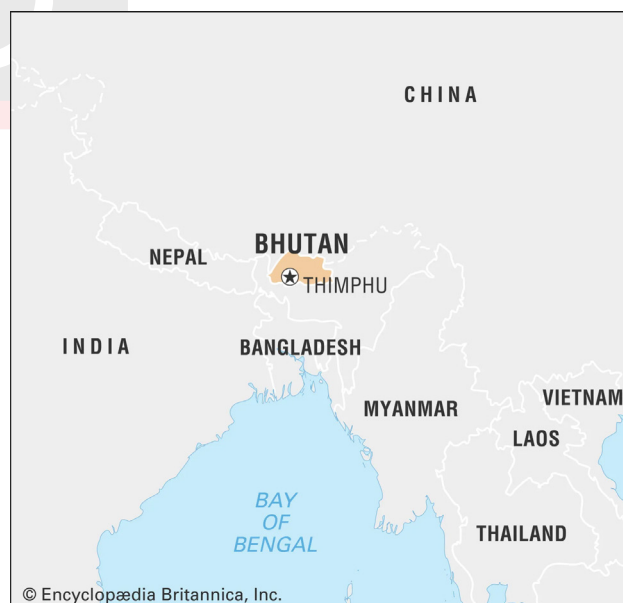 CHINA
BHUTAN
NEPAL
THIMPHU
INDIA
BANGLADESH
VIETNAM
MYANMAR
LAOS
BAY
OF
BENGAL
THAILAND
© Encyclopædia Britannica, Inc.